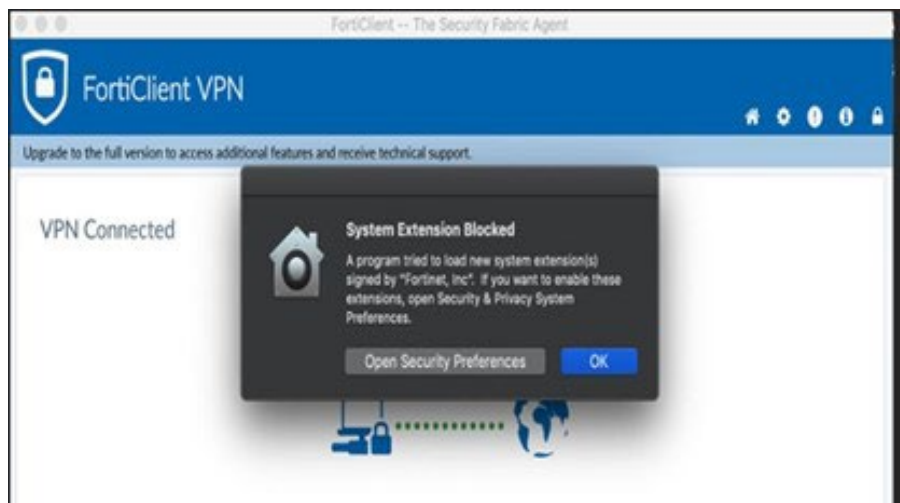 FortiClient -- The Security Fabric Agent
FortiClient VPN
Upgrade to the full version to access additional features and receive technical support.
VPN Connected
System Extension Blocked
A program tried to load new system extension(s)
signed by "Fortinet, Inc". If you want to enable these
extensions, open Security & Privacy System
Preferences.
Open Security Preferences
OK